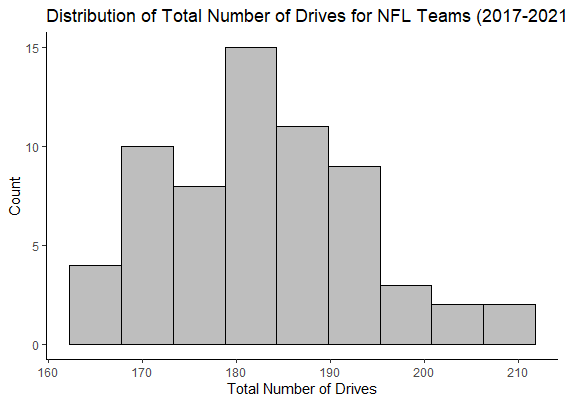 Distribution of Total Number of Drives for NFL Teams (2017-2021
15
10
5
0
Count
160 170 180 190 200 210
Total Number of Drives